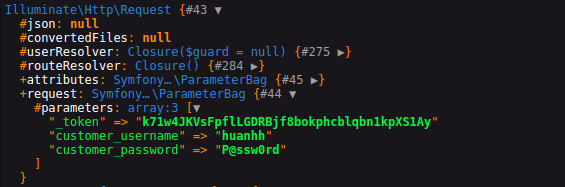 Illuminate\Http\Request {#43 ▼
#json: null
#convertedFiles: null
#userResolver: Closure($guard = null) {#275 ▶}
#routeResolver: Closure() {#284 ▶}
+attributes: Symfony…\ParameterBag {#45 ▶}
+request: Symfony…\ParameterBag {#44 ▼
#parameters: array:3 [▼
"_token" => "k71w4JKVsFpflLGDRBjf8bokphcblqbn1kpXS1Ay"
"customer_username" => "huanhh"
"customer_password" => "P@ssw0rd"
]
}